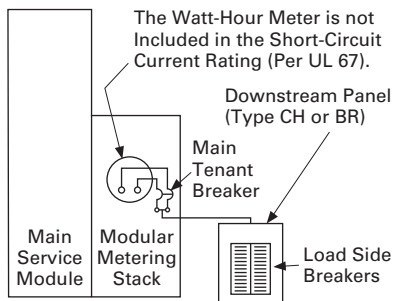 The Watt-Hour Meter is not
Included in the Short-Circuit
Current Rating (Per UL 67).
Downstream Panel
(Type CH or BR)
Main
Tenant
Breaker
Main
Service
Module
Modular
Metering
Stack
Load Side
Breakers